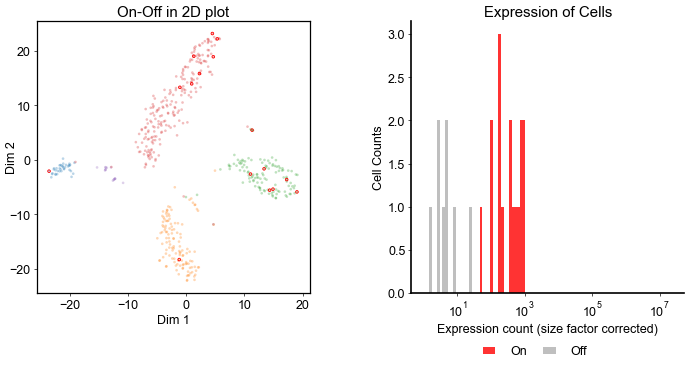 On-Off in 2D plot
Expression of Cells
Dim 2
20
10
0
−10
−20
−20 −10 0 10 20
Dim 1
Cell Counts
3.0
2.5
2.0
1.5
1.0
0.5
0.0
10^1 10^3 10^5 10^7
Expression count (size factor corrected)
On Off